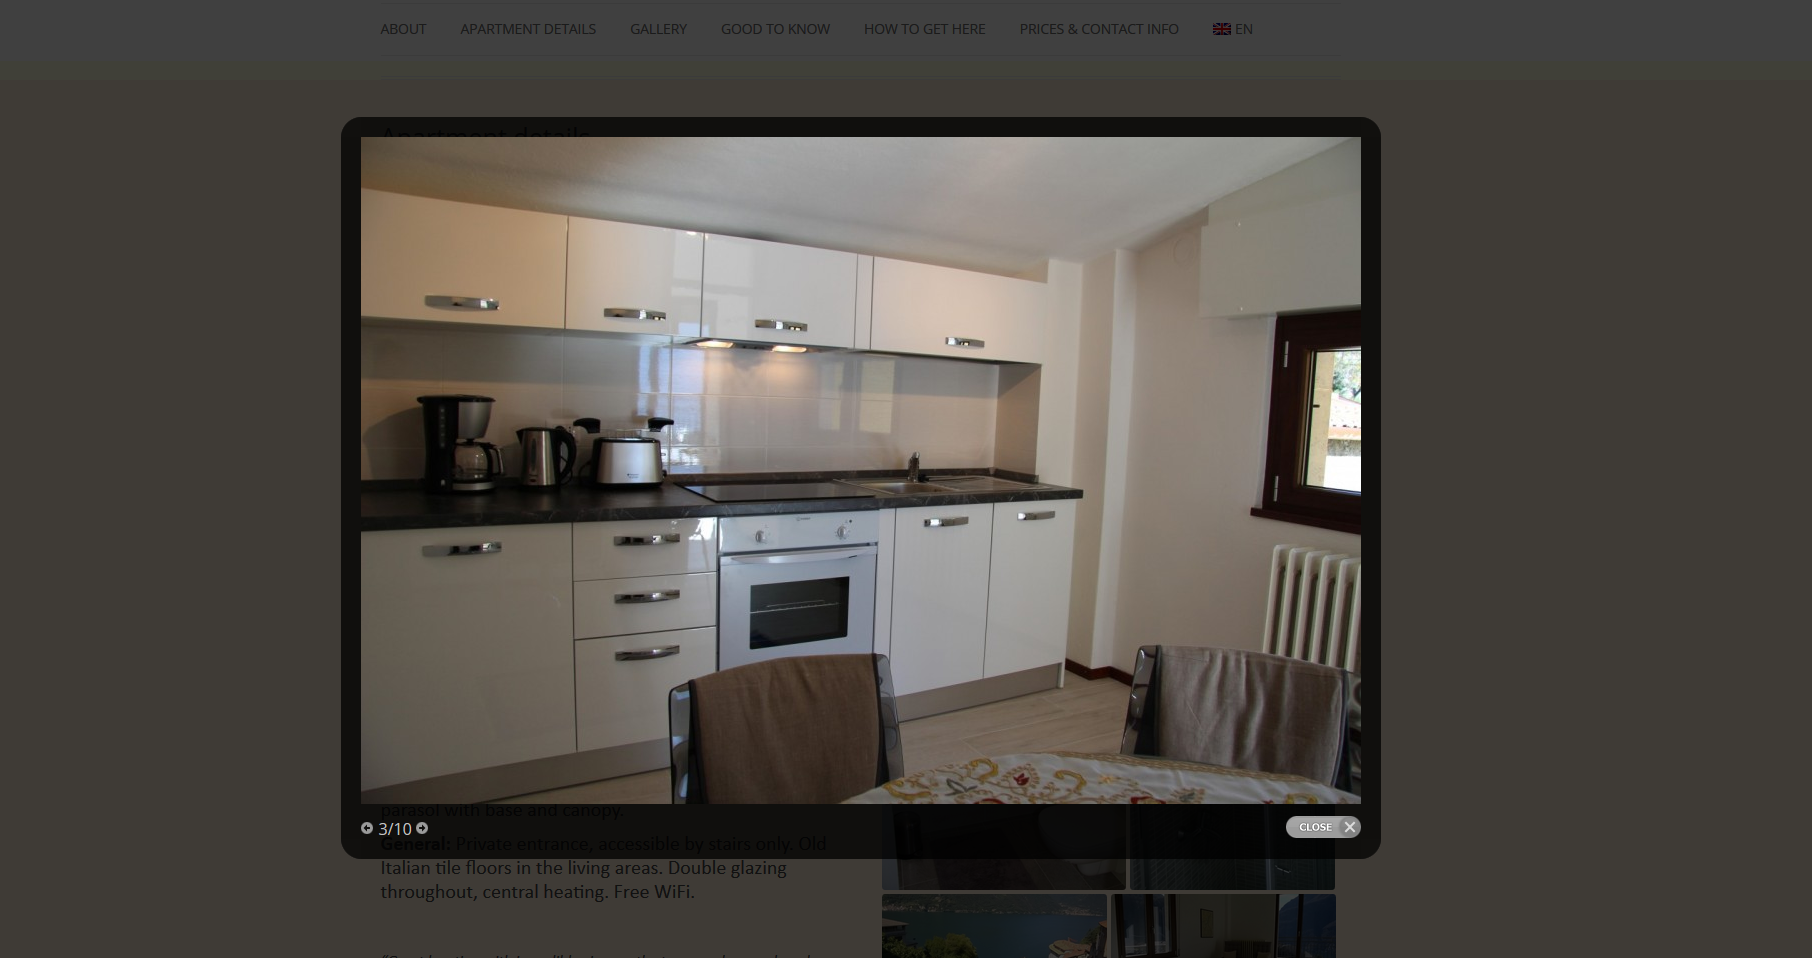 ABOUT APARTMENT DETAILS GALLERY GOOD TO KNOW HOW TO GET HERE PRICES & CONTACT INFO EN
Apartment details
parasol with base and canopy.
3/10
CLOSE
General: Private entrance, accessible by stairs only. Old
Italian tile floors in the living areas. Double glazing
throughout, central heating. Free WiFi.